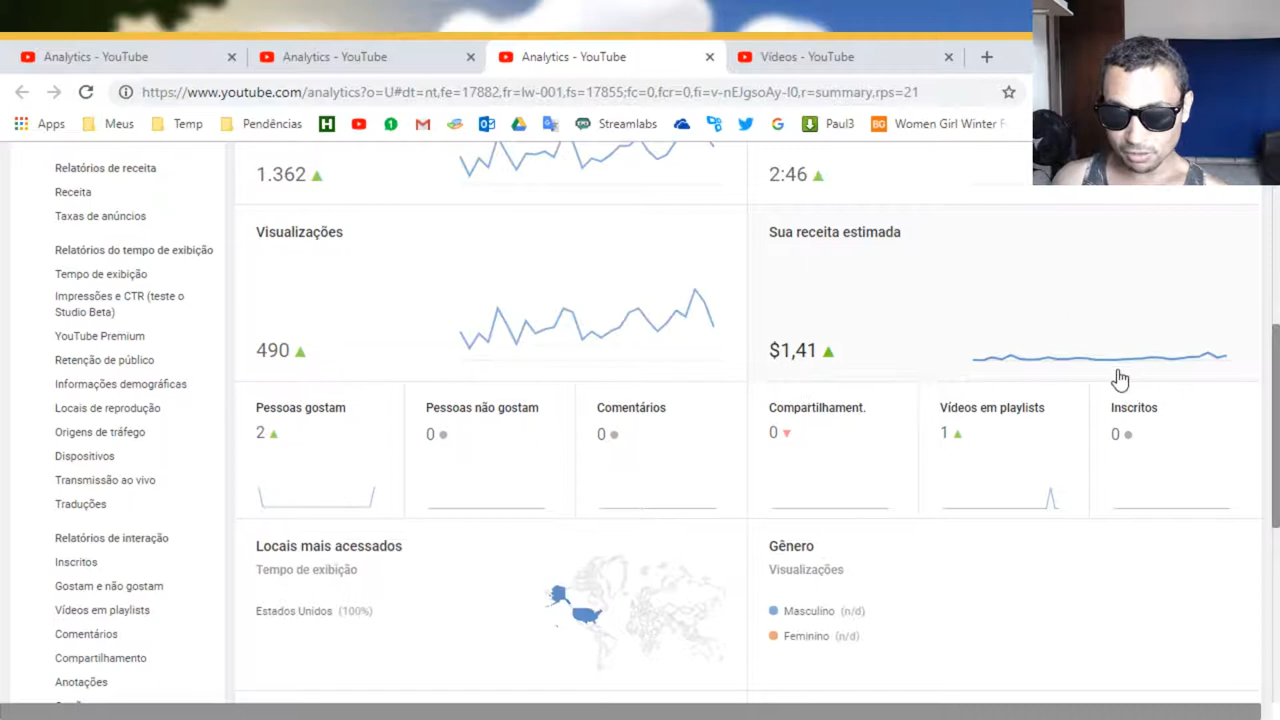 Analytics - YouTube
Analytics - YouTube
Analytics - YouTube
Vídeos - YouTube
https://www.youtube.com/analytics?o=U#dt=nt,fe=17882,fr=lw-001,fs=17855;fc=0,fcr=0,fi=v-nEJgsoAy-I0,r=summary,rps=21
Apps
Meus
Temp
Pendências
Streamlabs
Paul3
BG
Women Girl Winter
Relatórios de receita
Receita
Taxas de anúncios
Relatórios do tempo de exibição
Tempo de exibição
Impressões e CTR (teste o
Studio Beta)
YouTube Premium
Retenção de público
Informações demográficas
Locais de reprodução
Origens de tráfego
Dispositivos
Transmissão ao vivo
Traduções
Relatórios de interação
Inscritos
Gostam e não gostam
Vídeos em playlists
Comentários
Compartilhamento
Anotações
1.362
2:46
Visualizações
490
Sua receita estimada
$1,41
Pessoas gostam
2
Pessoas não gostam
0
Comentários
0
Compartilhament.
0
Vídeos em playlists
1
Inscritos
0
Locais mais acessados
Tempo de exibição
Estados Unidos (100%)
Gênero
Visualizações
Masculino (n/d)
Feminino (n/d)